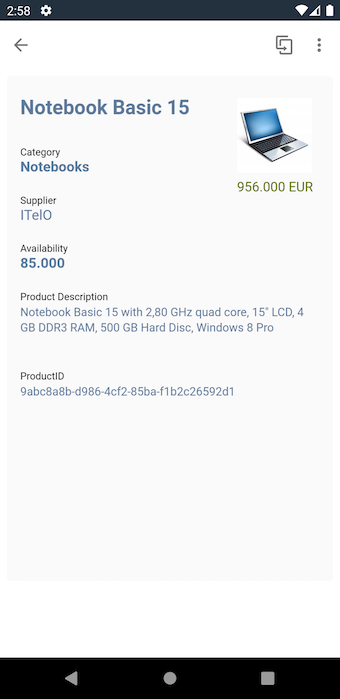 2:58
Notebook Basic 15
956.000 EUR
Category
Notebooks
Supplier
ITelO
Availability
85.000
Product Description
Notebook Basic 15 with 2,80 GHz quad core, 15" LCD, 4
GB DDR3 RAM, 500 GB Hard Disc, Windows 8 Pro
ProductID
9abc8a8b-d986-4cf2-85ba-f1b2c26592d1